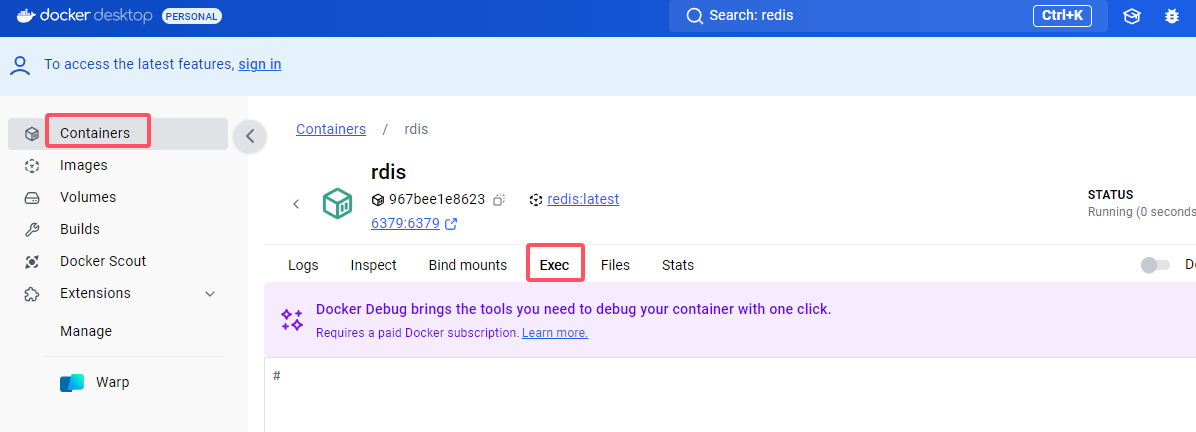 docker desktop PERSONAL
Search: redis
Ctrl+K
To access the latest features, sign in
Containers
Images
Volumes
Builds
Docker Scout
Extensions
Manage
Warp
Containers / rdis
rdis
967bee1e8623 redis:latest
6379:6379
STATUS
Running (0 seconds
Logs Inspect Bind mounts Exec Files Stats
Docker Debug brings the tools you need to debug your container with one click.
Requires a paid Docker subscription. Learn more.
#